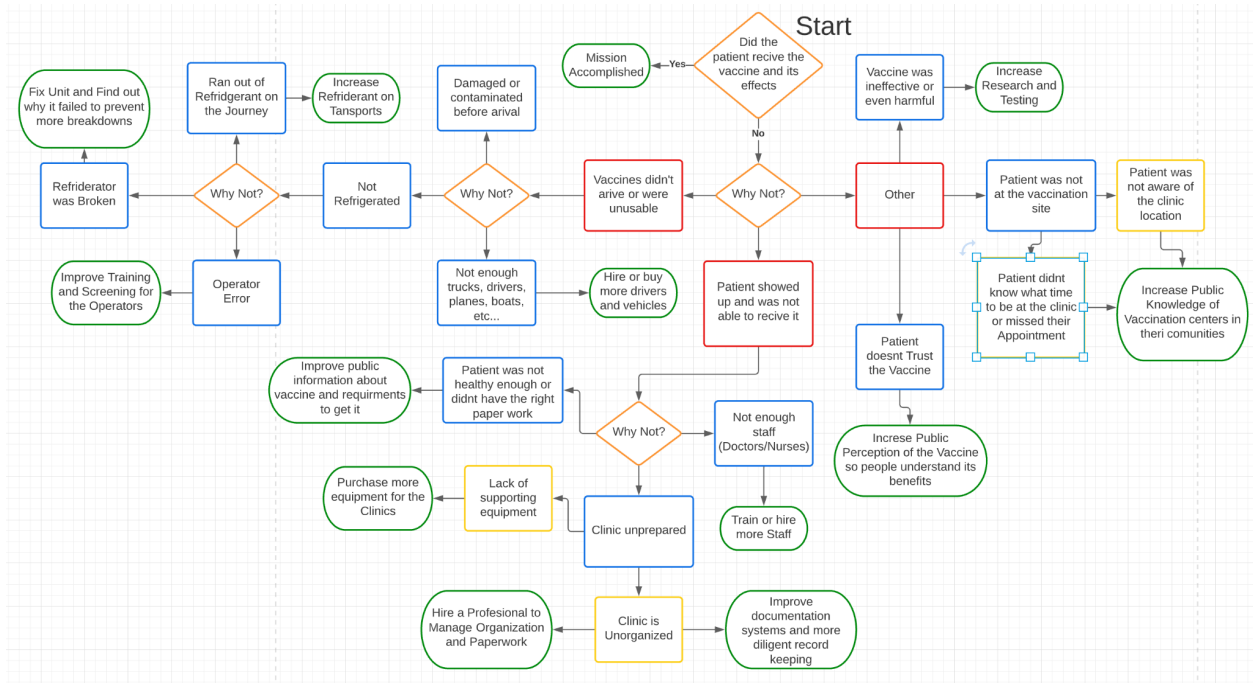 Start
Did the
patient recive the
vaccine and its
effects
Yes
Mission
Accomplished
No
Why Not?
Vaccines didn't
arive or were
unusable
Why Not?
Damaged or
contaminated
before arival
Not enough
trucks, drivers,
planes, boats,
etc...
Hire or buy
more drivers
and vehicles
Not
Refrigerated
Why Not?
Ran out of
Refridgerant on
the Journey
Increase
Refriderant on
Tansports
Refriderator
was Broken
Fix Unit and Find out
why it failed to prevent
more breakdowns
Operator
Error
Improve Training
and Screening for
the Operators
Other
Vaccine was
ineffective or
even harmful
Increase
Research and
Testing
Patient was not
at the vaccination
site
Patient was
not aware of
the clinic
location
Patient didnt
know what time
to be at the clinic
or missed their
Appointment
Increase Public
Knowledge of
Vaccination centers in
theri comunities
Patient
doesnt Trust
the Vaccine
Increse Public
Perception of the Vaccine
so people understand its
benefits
Patient showed
up and was not
able to recive it
Why Not?
Patient was not
healthy enough or
didnt have the right
paper work
Improve public
information about
vaccine and requirments
to get it
Not enough
staff
(Doctors/Nurses)
Train or hire
more Staff
Clinic unprepared
Lack of
supporting
equipment
Purchase more
equipment for the
Clinics
Clinic is
Unorganized
Hire a Profesional to
Manage Organization
and Paperwork
Improve
documentation
systems and more
diligent record
keeping